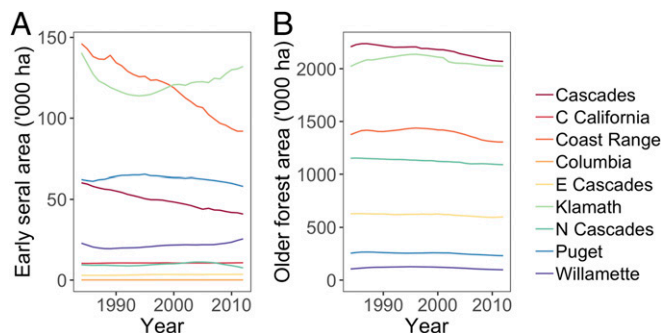 A
Early seral area ('000 ha)
150
100
50
0
1990
2000
2010
Year
B
Older forest area ('000 ha)
2000
1500
1000
500
0
1990
2000
2010
Year
Cascades
C California
Coast Range
Columbia
E Cascades
Klamath
N Cascades
Puget
Willamette